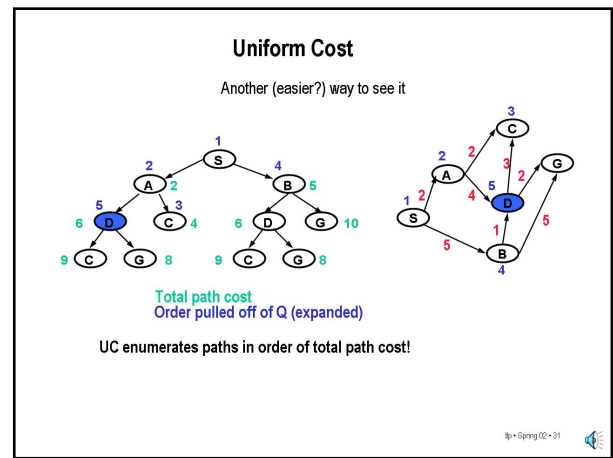 Uniform Cost
Another (easier?) way to see it
1
S
2
A 2
4
B 5
5
6 D
3
C 4
6 D
G 10
9 C
G 8
9 C
G 8
3
C
2
A
2
3
G
5
D
2
4
1
S
2
5
1
5
B
4
Total path cost
Order pulled off of Q (expanded)
UC enumerates paths in order of total path cost!
tlp • Spring 02 • 31